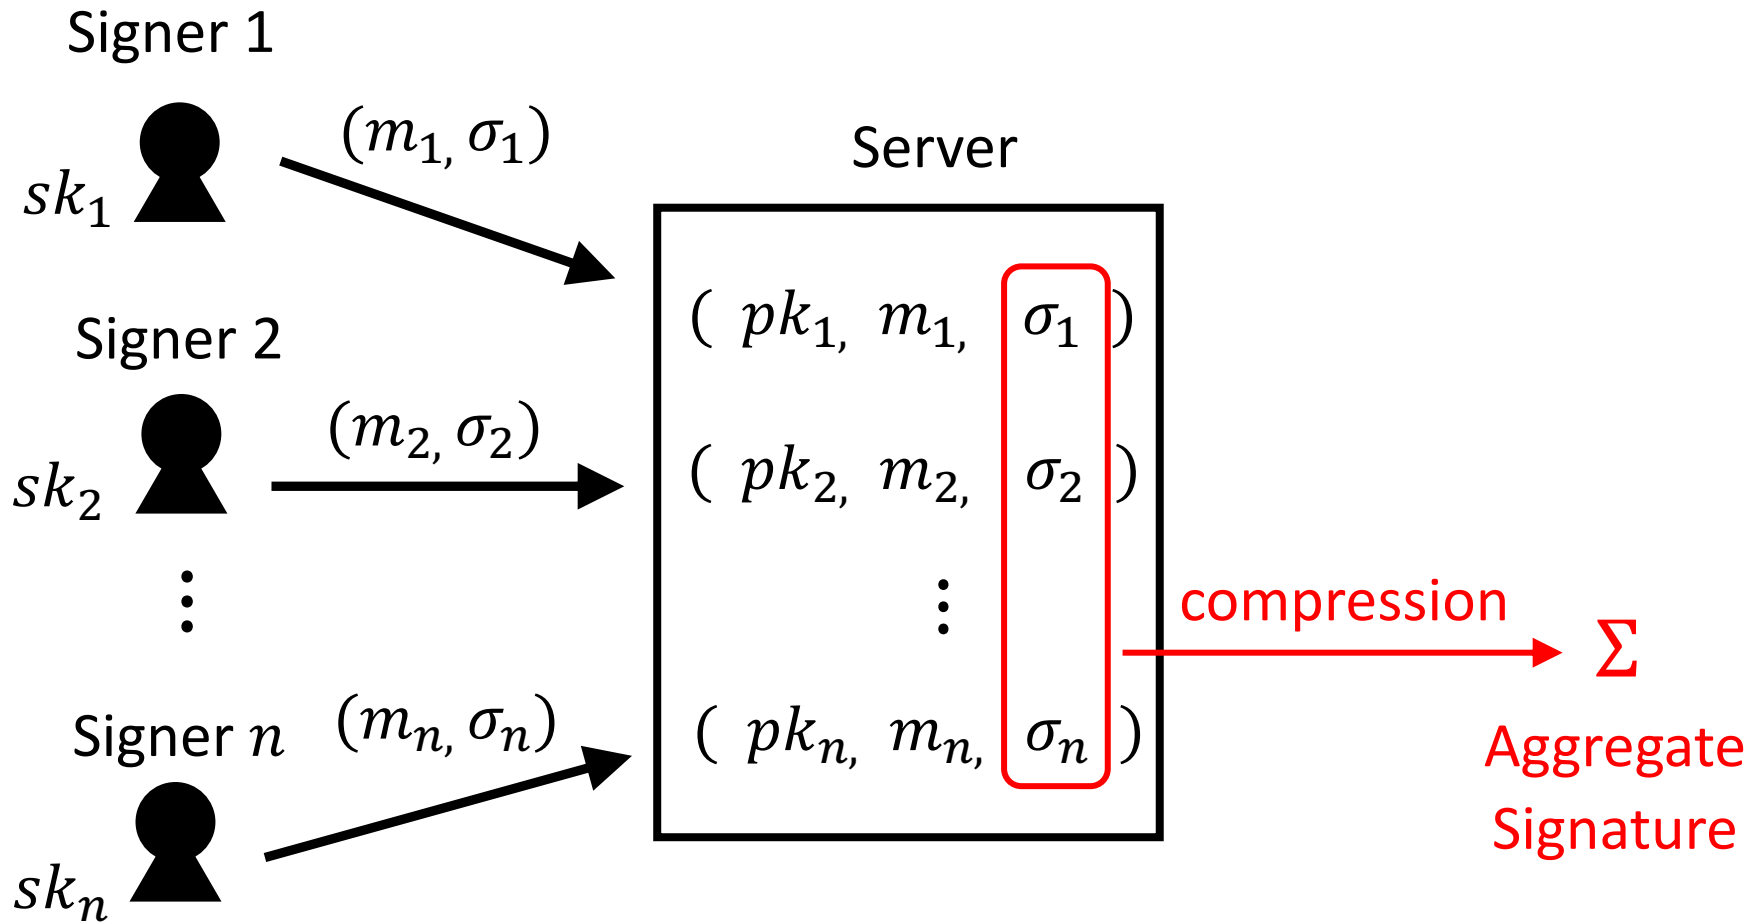 Signer 1
(m₁, σ₁)
sk₁
Server
( pk₁, m₁, σ₁ )
Signer 2
(m₂, σ₂)
sk₂
( pk₂, m₂, σ₂ )
⋮
⋮
compression
Σ
Signer n
(mₙ, σₙ)
skₙ
( pkₙ, mₙ, σₙ )
Aggregate
Signature